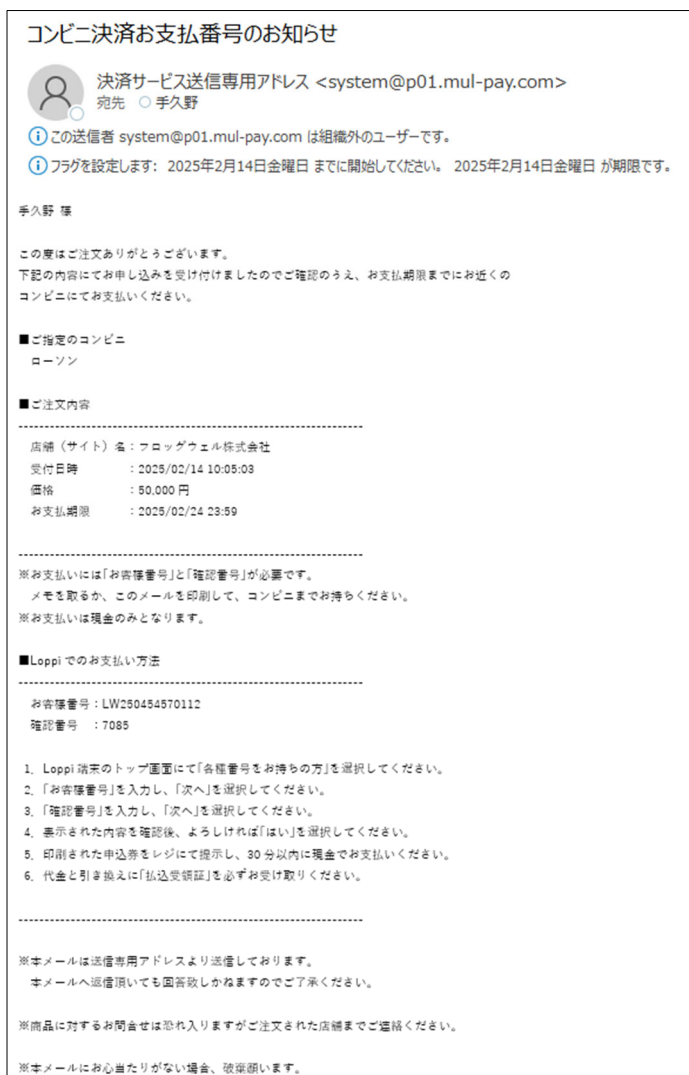 コンビニ決済お支払番号のお知らせ
決済サービス送信専用アドレス <system@p01.mul-pay.com>
宛先 手久野
この送信者 system@p01.mul-pay.com は組織外のユーザーです。
フラグを設定します: 2025年2月14日金曜日 までに開始してください。 2025年2月14日金曜日 が期限です。
手久野 様
この度はご注文ありがとうございます。
下記の内容にてお申し込みを受け付けましたのでご確認のうえ、お支払期限までにお近くの
コンビニにてお支払いください。
■ご指定のコンビニ
ローソン
■ご注文内容
----------------------------------------------------------------
店舗（サイト）名：フロッグウェル株式会社
受付日時 ：2025/02/14 10:05:03
価格 ：50,000 円
お支払期限 ：2025/02/24 23:59
----------------------------------------------------------------
※お支払いには「お客様番号」と「確認番号」が必要です。
メモを取るか、このメールを印刷して、コンビニまでお持ちください。
※お支払いは現金のみとなります。
■Loppi でのお支払い方法
----------------------------------------------------------------
お客様番号：LW250454570112
確認番号 ：7085
1. Loppi 端末のトップ画面にて「各種番号をお持ちの方」を選択してください。
2. 「お客様番号」を入力し、「次へ」を選択してください。
3. 「確認番号」を入力し、「次へ」を選択してください。
4. 表示された内容を確認後、よろしければ「はい」を選択してください。
5. 印刷された申込券をレジにて提示し、30 分以内に現金でお支払いください。
6. 代金と引き換えに「払込受領証」を必ずお受け取りください。
----------------------------------------------------------------
※本メールは送信専用アドレスより送信しております。
本メールへ返信頂いても回答致しかねますのでご了承ください。
※商品に対するお問合せは恐れ入りますがご注文された店舗までご連絡ください。
※本メールにお心当たりがない場合、破棄願います。